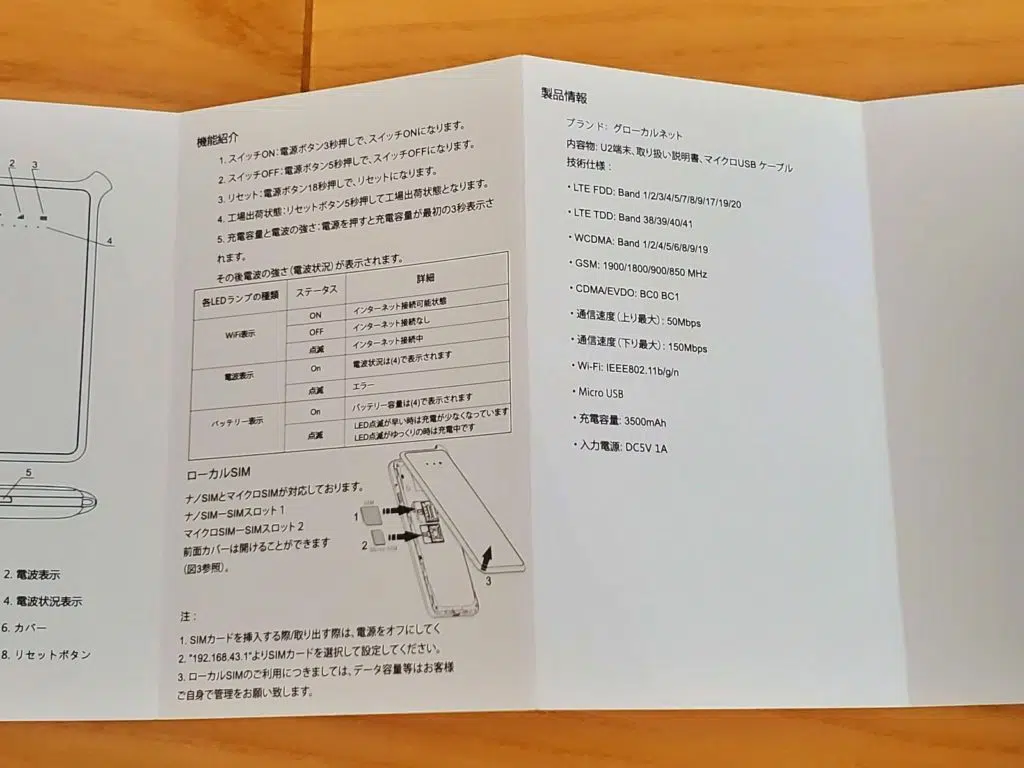 2
3
4
5
2. 電波表示
4. 電波状況表示
6. カバー
8. リセットボタン
機能紹介
1. スイッチON：電源ボタン3秒押しで、スイッチONになります。
2. スイッチOFF：電源ボタン5秒押しで、スイッチOFFになります。
3. リセット：電源ボタン18秒押しで、リセットになります。
4. 工場出荷状態：リセットボタン5秒押して工場出荷状態となります。
5. 充電容量と電波の強さ：電源を押すと充電容量が最初の3秒表示さ
れます。
その後電波の強さ（電波状況）が表示されます。
各LEDランプの種類 ステータス 詳細
WiFi表示 ON インターネット接続可能状態
OFF インターネット接続なし
点滅 インターネット接続中
電波表示 On 電波状況は(4)で表示されます
点滅 エラー
バッテリー表示 On バッテリー容量は(4)で表示されます
点滅 LED点滅が早い時は充電が少なくなっています
LED点滅がゆっくりの時は充電中です
ローカルSIM
ナノSIMとマイクロSIMが対応しております。
ナノSIMーSIMスロット 1
マイクロSIMーSIMスロット 2
前面カバーは開けることができます
（図3参照）。
1
2
3
注：
1. SIMカードを挿入する際/取り出す際は、電源をオフにしてく
2. "192.168.43.1"よりSIMカードを選択して設定してください。
3. ローカルSIMのご利用につきましては、データ容量等はお客様
ご自身で管理をお願い致します。
製品情報
ブランド：グローカルネット
内容物: U2端末、取り扱い説明書、マイクロUSB ケーブル
技術仕様：
・LTE FDD: Band 1/2/3/4/5/7/8/9/17/19/20
・LTE TDD: Band 38/39/40/41
・WCDMA: Band 1/2/4/5/6/8/9/19
・GSM: 1900/1800/900/850 MHz
・CDMA/EVDO: BC0 BC1
・通信速度（上り最大）: 50Mbps
・通信速度（下り最大）: 150Mbps
・Wi-Fi: IEEE802.11b/g/n
・Micro USB
・充電容量: 3500mAh
・入力電源: DC5V 1A